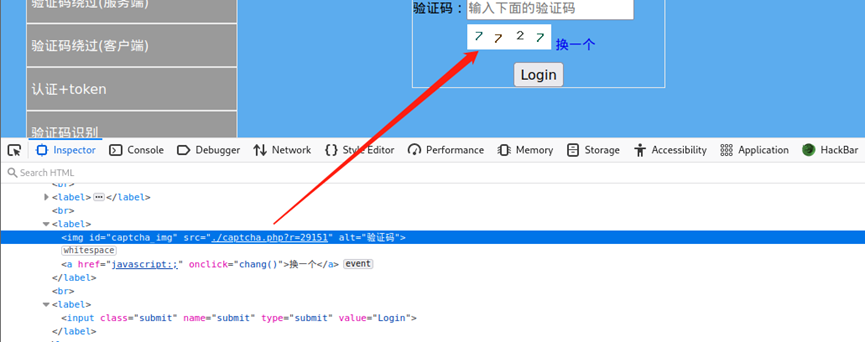 验证码绕过(服务端)
验证码绕过(客户端)
认证+token
验证码识别
验证码：输入下面的验证码
7 7 2 7 换一个
Login
Inspector Console Debugger Network Style Editor Performance Memory Storage Accessibility Application HackBar
Search HTML
<br>
<label>…</label>
<br>
<label>
<img id="captcha_img" src="./captcha.php?r=29151" alt="验证码">
whitespace
<a href="javascript:;" onclick="chang()">换一个</a> event
</label>
<br>
<label>
<input class="submit" name="submit" type="submit" value="Login">
</label>